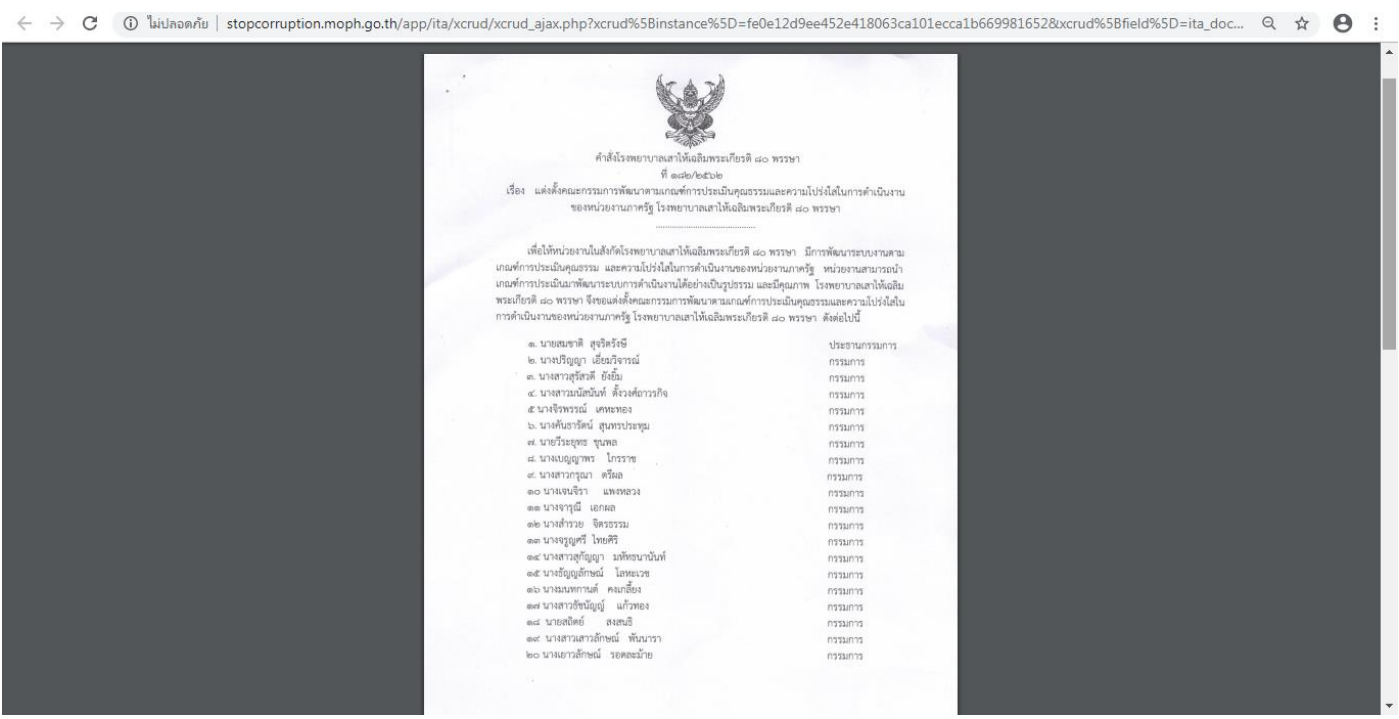 ไม่ปลอดภัย | stopcorruption.moph.go.th/app/ita/xcrud/xcrud_ajax.php?xcrud%5Binstance%5D=fe0e12d9ee452e418063ca101ecca1b669981652&xcrud%5Bfield%5D=ita_doc...
คำสั่งโรงพยาบาลเสาไห้เฉลิมพระเกียรติ ๘๐ พรรษา
ที่ ๑๘๒/๒๕๖๒
เรื่อง แต่งตั้งคณะกรรมการพัฒนาตามเกณฑ์การประเมินคุณธรรมและความโปร่งใสในการดำเนินงาน
ของหน่วยงานภาครัฐ โรงพยาบาลเสาไห้เฉลิมพระเกียรติ ๘๐ พรรษา
เพื่อให้หน่วยงานในสังกัดโรงพยาบาลเสาไห้เฉลิมพระเกียรติ ๘๐ พรรษา มีการพัฒนาระบบงานตาม
เกณฑ์การประเมินคุณธรรม และความโปร่งใสในการดำเนินงานของหน่วยงานภาครัฐ หน่วยงานสามารถนำ
เกณฑ์การประเมินมาพัฒนาระบบการดำเนินงานได้อย่างเป็นรูปธรรม และมีคุณภาพ โรงพยาบาลเสาไห้เฉลิม
พระเกียรติ ๘๐ พรรษา จึงขอแต่งตั้งคณะกรรมการพัฒนาตามเกณฑ์การประเมินคุณธรรมและความโปร่งใสใน
การดำเนินงานของหน่วยงานภาครัฐ โรงพยาบาลเสาไห้เฉลิมพระเกียรติ ๘๐ พรรษา ดังต่อไปนี้
๑. นายสมชาติ สุจริตรังษี ประธานกรรมการ
๒. นางปริญญา เอี่ยมวิจารณ์ กรรมการ
๓. นางสาวสุรัสวดี ยังยิ้ม กรรมการ
๔. นางสาวมนัสนันท์ ตั้งวงศ์ถาวรกิจ กรรมการ
๕ นางจิรพรรณ์ เคหะทอง กรรมการ
๖. นางคันธารัตน์ สุนทรประทุม กรรมการ
๗. นายวีระยุทธ ขุนพล กรรมการ
๘. นางเบญญาพร ไกรราช กรรมการ
๙. นางสาวกรุณา ตรีผล กรรมการ
๑๐ นางเจนจิรา แพงหลวง กรรมการ
๑๑ นางจารุณี เอกผล กรรมการ
๑๒ นางสำรวย จิตรธรรม กรรมการ
๑๓ นางจรูญศรี ไทยศิริ กรรมการ
๑๔ นางสาวสุกัญญา มหัทธนานันท์ กรรมการ
๑๕ นางธัญญลักษณ์ โลหะเวช กรรมการ
๑๖ นางมนทกานต์ คงเกลี้ยง กรรมการ
๑๗ นางสาวธัชนัญญ์ แก้วทอง กรรมการ
๑๘ นายสถิตย์ สงสนธิ กรรมการ
๑๙ นางสาวเสาวลักษณ์ พันนารา กรรมการ
๒๐ นางเยาวลักษณ์ รอดละม้าย กรรมการ